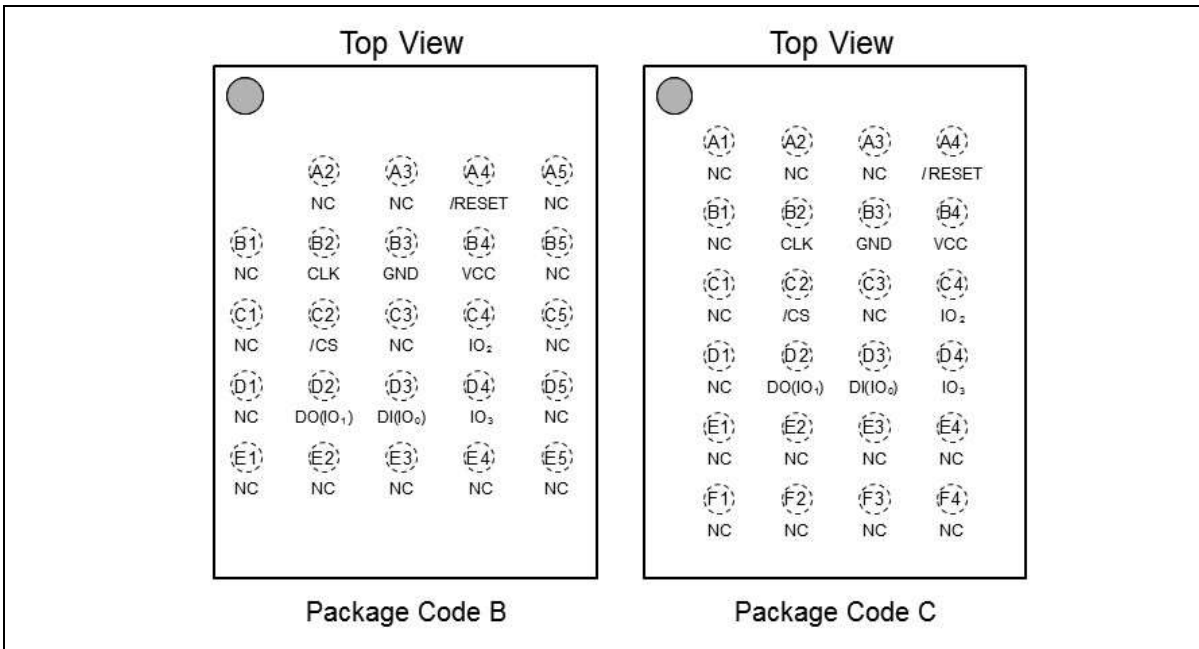 Top View
A2 A3 A4 A5
NC NC /RESET NC
B1 B2 B3 B4 B5
NC CLK GND VCC NC
C1 C2 C3 C4 C5
NC /CS NC IO₂ NC
D1 D2 D3 D4 D5
NC DO(IO₁) DI(IO₀) IO₃ NC
E1 E2 E3 E4 E5
NC NC NC NC NC
Package Code B
Top View
A1 A2 A3 A4
NC NC NC /RESET
B1 B2 B3 B4
NC CLK GND VCC
C1 C2 C3 C4
NC /CS NC IO₂
D1 D2 D3 D4
NC DO(IO₁) DI(IO₀) IO₃
E1 E2 E3 E4
NC NC NC NC
F1 F2 F3 F4
NC NC NC NC
Package Code C